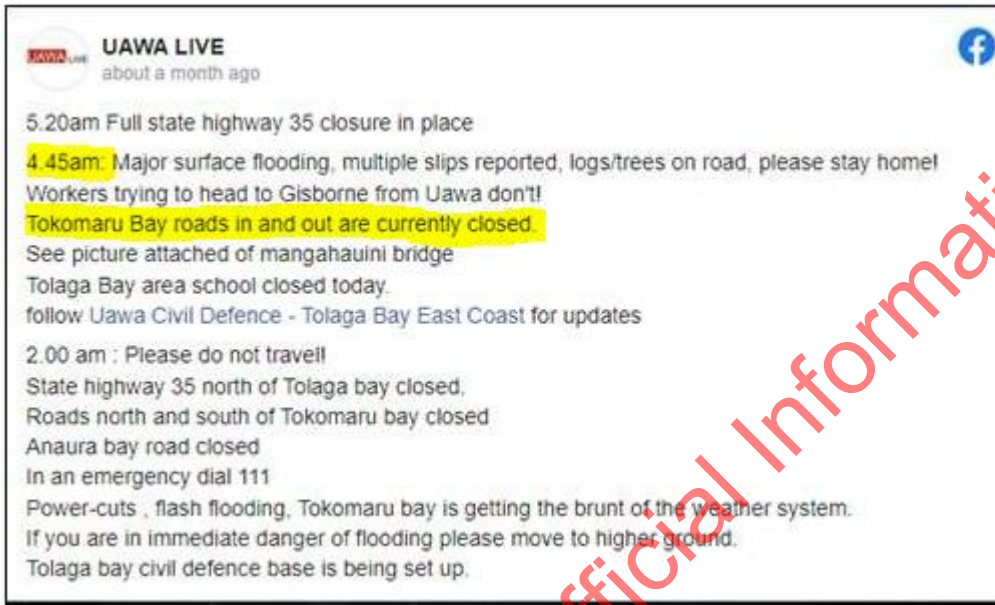 UAWA LIVE
UAWA LIVE
about a month ago
5.20am Full state highway 35 closure in place
4.45am: Major surface flooding, multiple slips reported, logs/trees on road, please stay home!
Workers trying to head to Gisborne from Uawa don't!
Tokomaru Bay roads in and out are currently closed.
See picture attached of mangahauini bridge
Tolaga Bay area school closed today.
follow Uawa Civil Defence - Tolaga Bay East Coast for updates
2.00 am : Please do not travel!
State highway 35 north of Tolaga bay closed,
Roads north and south of Tokomaru bay closed
Anaura bay road closed
In an emergency dial 111
Power-cuts , flash flooding, Tokomaru bay is getting the brunt of the weather system.
If you are in immediate danger of flooding please move to higher ground.
Tolaga bay civil defence base is being set up.
ficial Informati